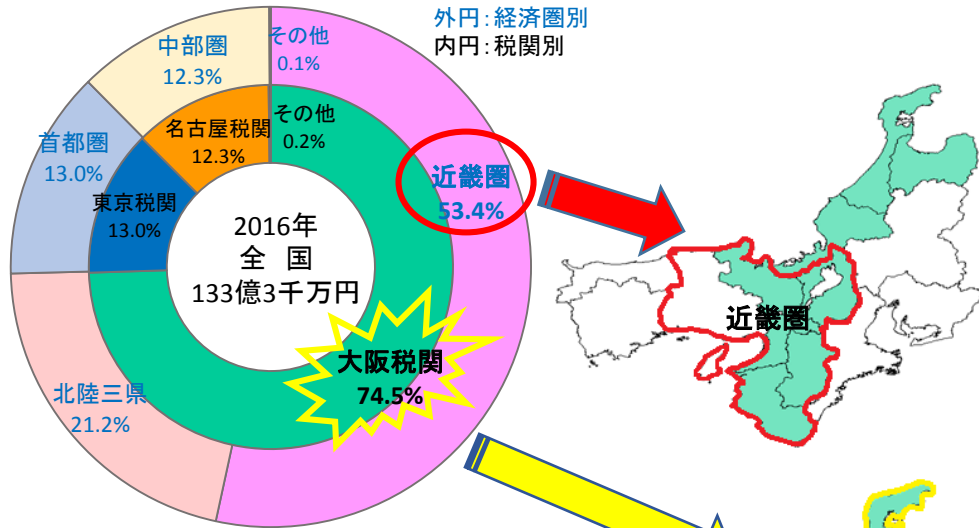 外円：経済圏別
内円：税関別
その他
0.1%
中部圏
12.3%
首都圏
13.0%
名古屋税関
12.3%
その他
0.2%
東京税関
13.0%
近畿圏
53.4%
2016年
全　国
133億3千万円
大阪税関
74.5%
北陸三県
21.2%
近畿圏